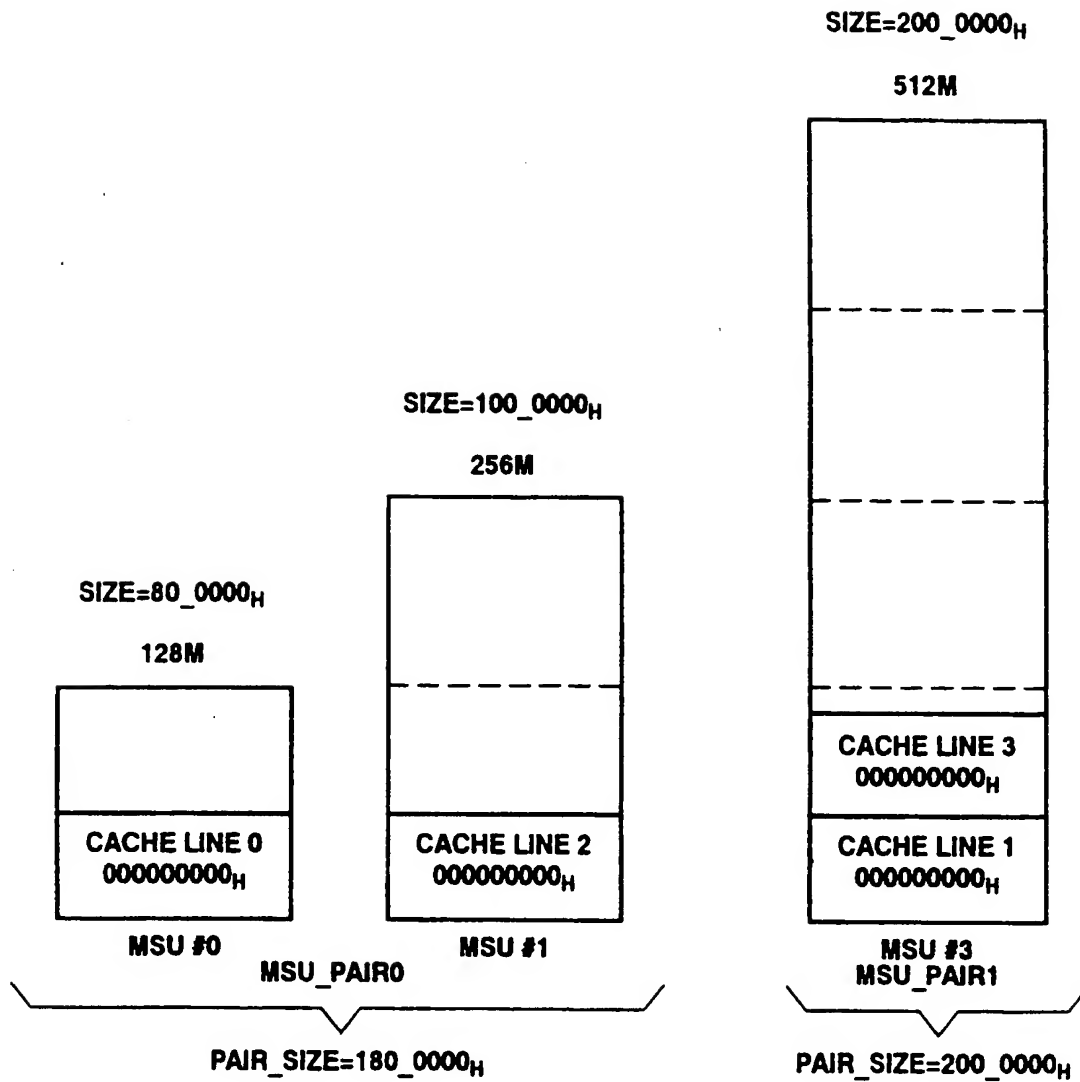 SIZE=200_0000H
512M
SIZE=100_0000H
256M
SIZE=80_0000H
128M
CACHE LINE 3
000000000H
CACHE LINE 0
000000000H
CACHE LINE 2
000000000H
CACHE LINE 1
000000000H
MSU #0
MSU #1
MSU_PAIR0
MSU #3
MSU_PAIR1
PAIR_SIZE=180_0000H
PAIR_SIZE=200_0000H